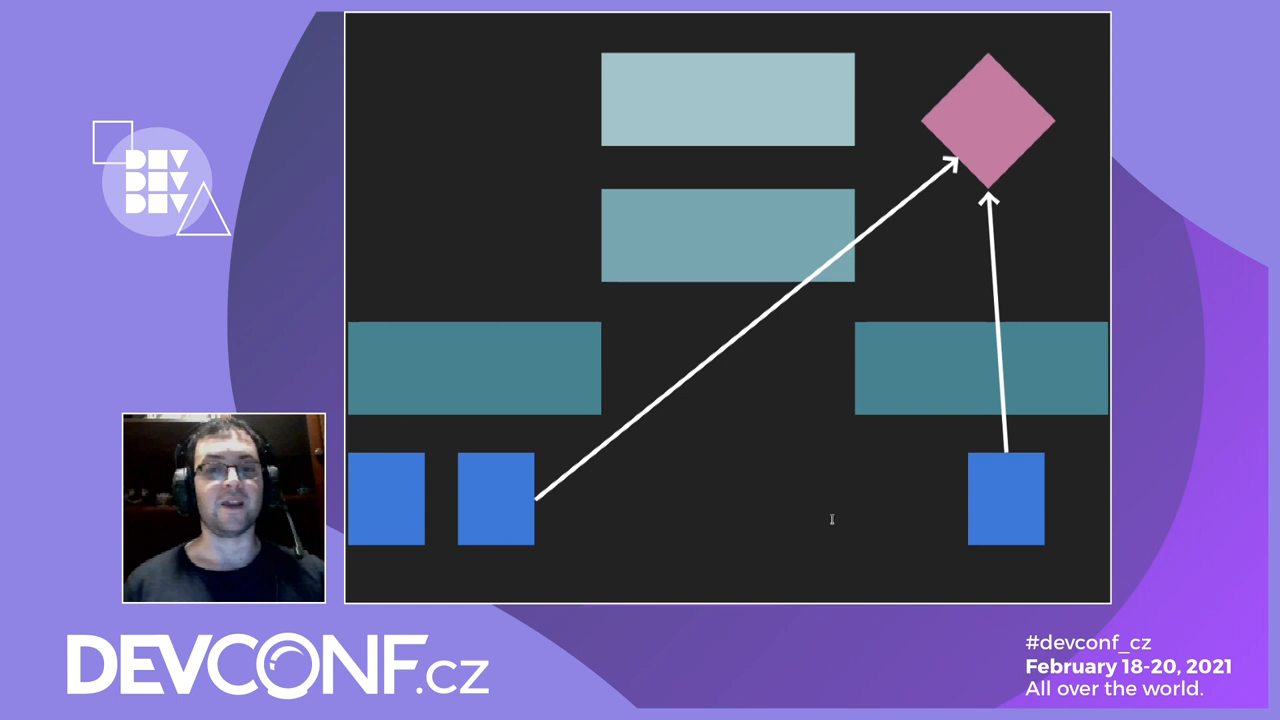 DEV
DEV
DEV
DEVCONF.cz
#devconf_cz
February 18-20, 2021
All over the world.